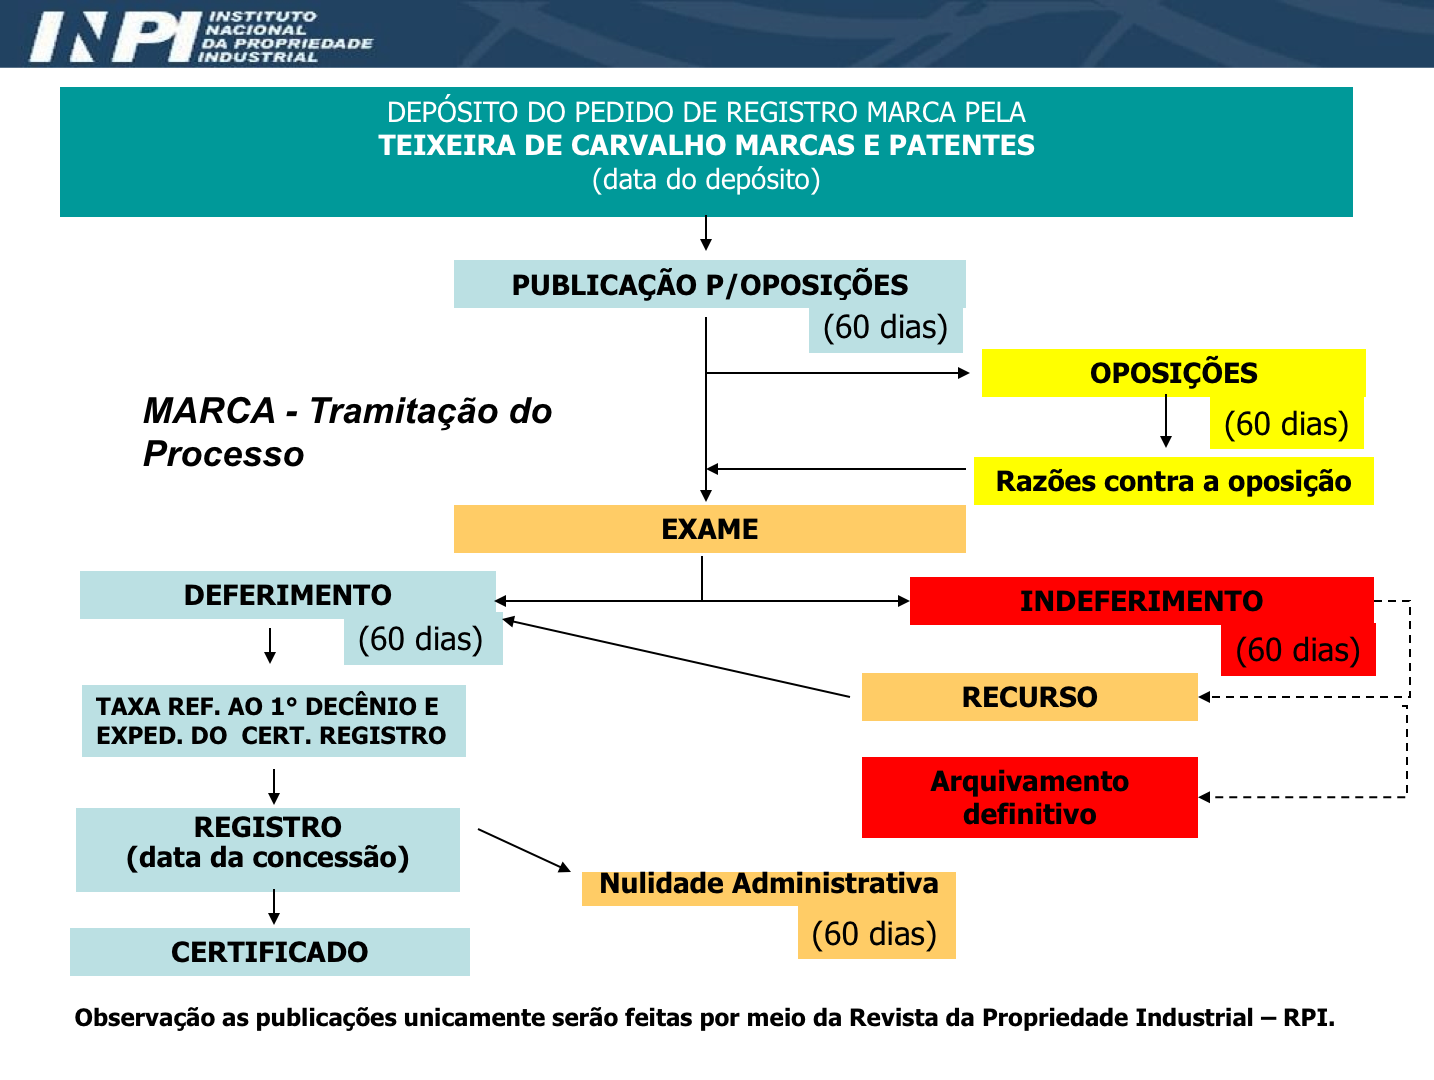 INPI
INSTITUTO
NACIONAL
DA PROPRIEDADE
INDUSTRIAL
DEPÓSITO DO PEDIDO DE REGISTRO MARCA PELA
TEIXEIRA DE CARVALHO MARCAS E PATENTES
(data do depósito)
PUBLICAÇÃO P/OPOSIÇÕES
(60 dias)
OPOSIÇÕES
(60 dias)
MARCA - Tramitação do
Processo
Razões contra a oposição
EXAME
DEFERIMENTO
(60 dias)
INDEFERIMENTO
(60 dias)
RECURSO
TAXA REF. AO 1° DECÊNIO E
EXPED. DO  CERT. REGISTRO
Arquivamento
definitivo
REGISTRO
(data da concessão)
Nulidade Administrativa
(60 dias)
CERTIFICADO
Observação as publicações unicamente serão feitas por meio da Revista da Propriedade Industrial – RPI.